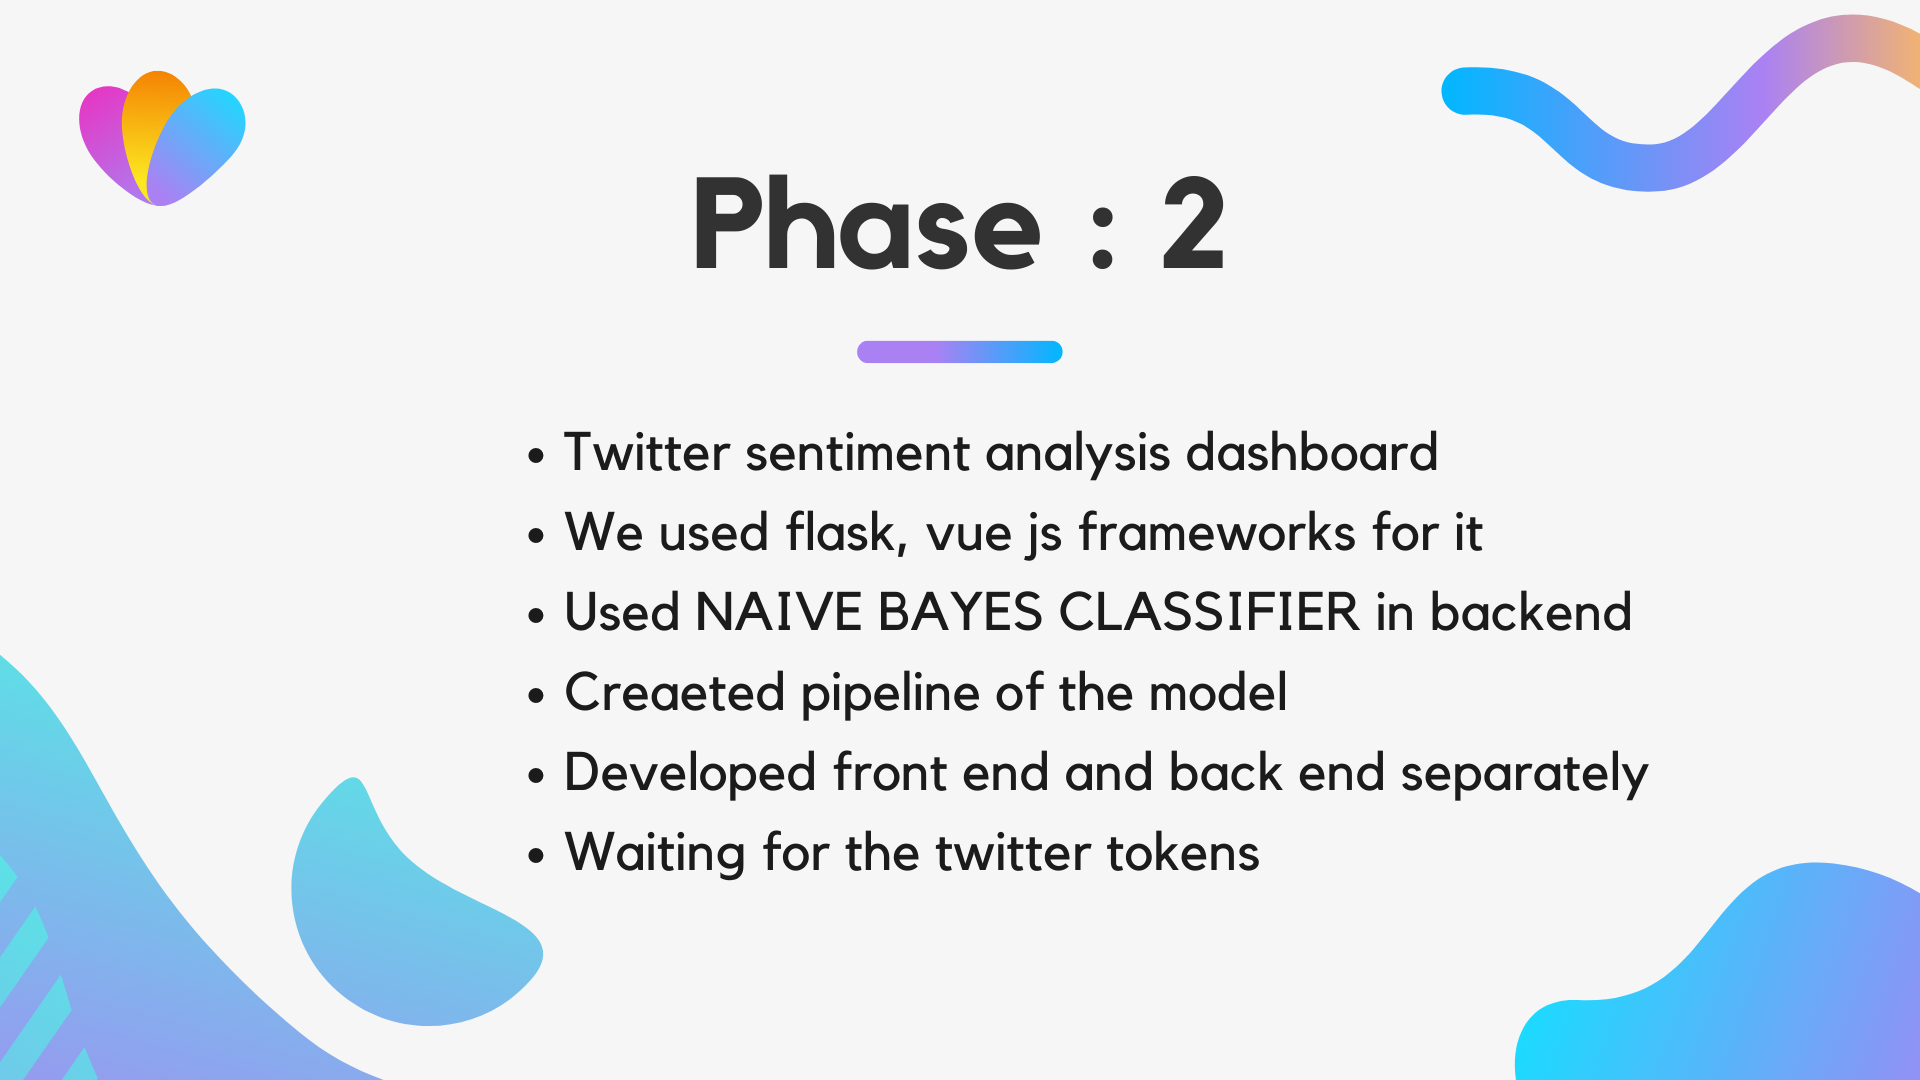 Phase : 2
• Twitter sentiment analysis dashboard
• We used flask, vue js frameworks for it
• Used NAIVE BAYES CLASSIFIER in backend
• Creaeted pipeline of the model
• Developed front end and back end separately
• Waiting for the twitter tokens